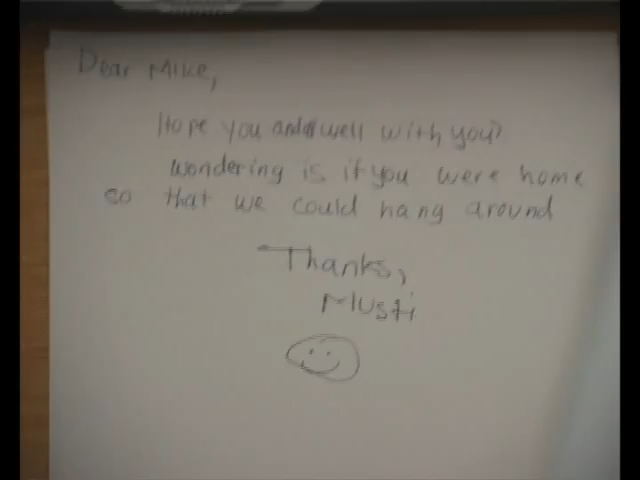 Dear Mike,
Hope you well with you?
wondering is if you were home
so that we could hang around
Thanks,
Musti